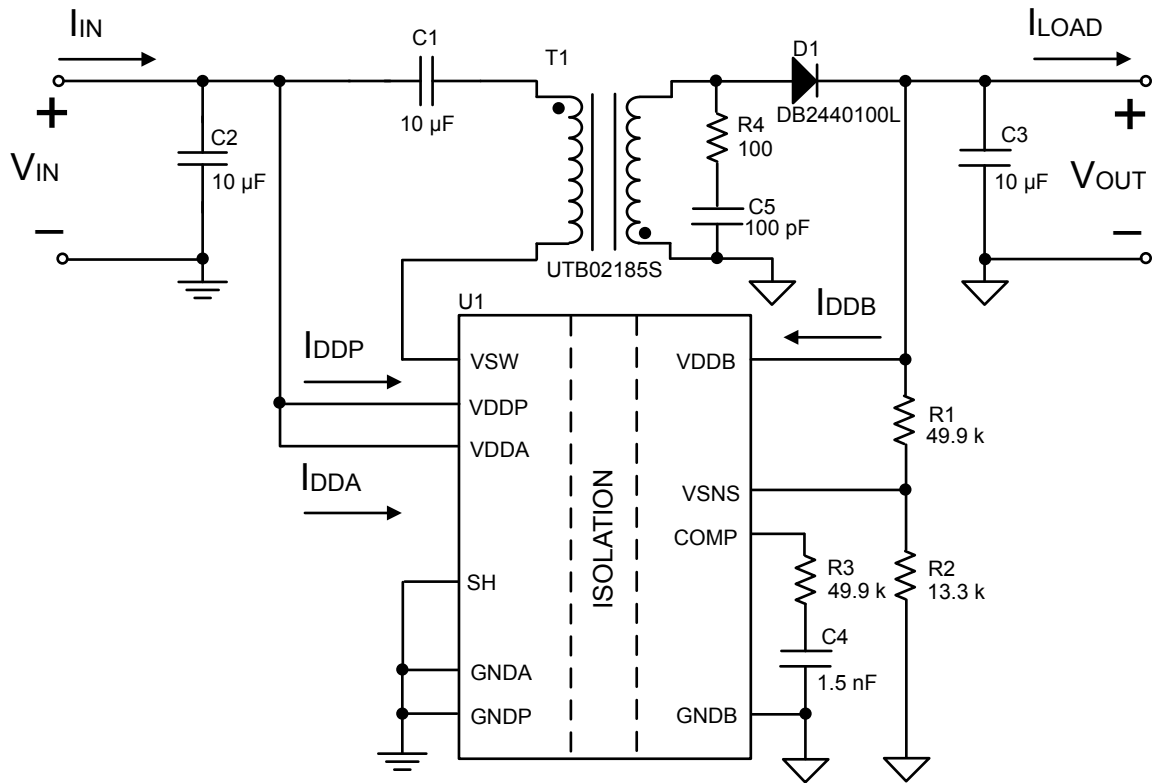 IIN
C1
10 µF
T1
D1
DB2440100L
ILOAD
+
VIN
–
C2
10 µF
R4
100
C5
100 pF
C3
10 µF
+
VOUT
–
UTB02185S
U1
IDDP
IDDA
IDDB
VSW
VDDP
VDDA
SH
GNDA
GNDP
ISOLATION
VDDB
VSNS
COMP
GNDB
R1
49.9 k
R3
49.9 k
R2
13.3 k
C4
1.5 nF